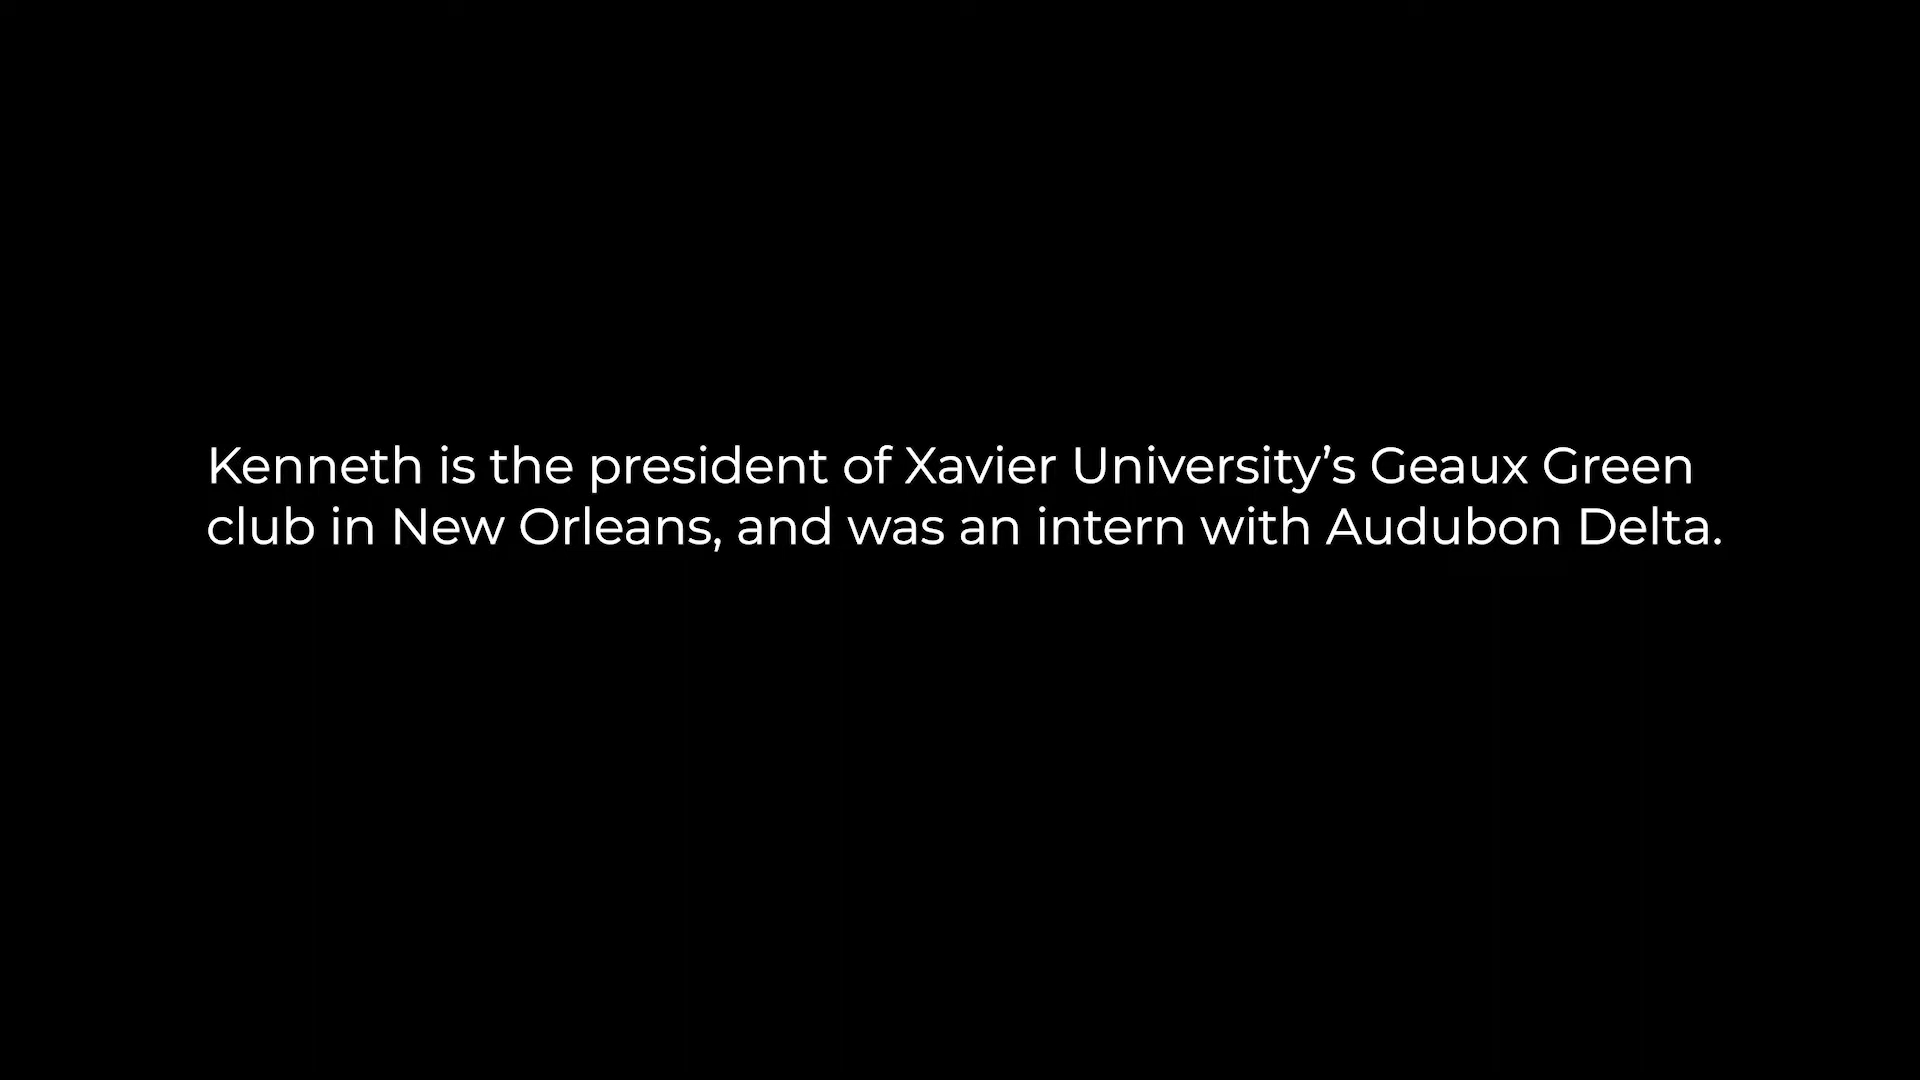 Kenneth is the president of Xavier University’s Geaux Green
club in New Orleans, and was an intern with Audubon Delta.